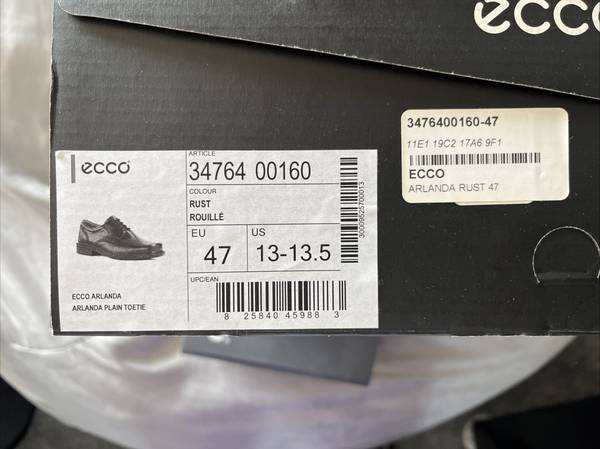 ecco
3476400160-47
11E1 19C2 17A6 9F1
ECCO
ARLANDA RUST 47
ecco
ARTICLE
34764 00160
COLOUR
RUST
ROUILLÉ
EU
US
47
13-13.5
UPC/EAN
8 25840 45988 3
ECCO ARLANDA
ARLANDA PLAIN TOETIE